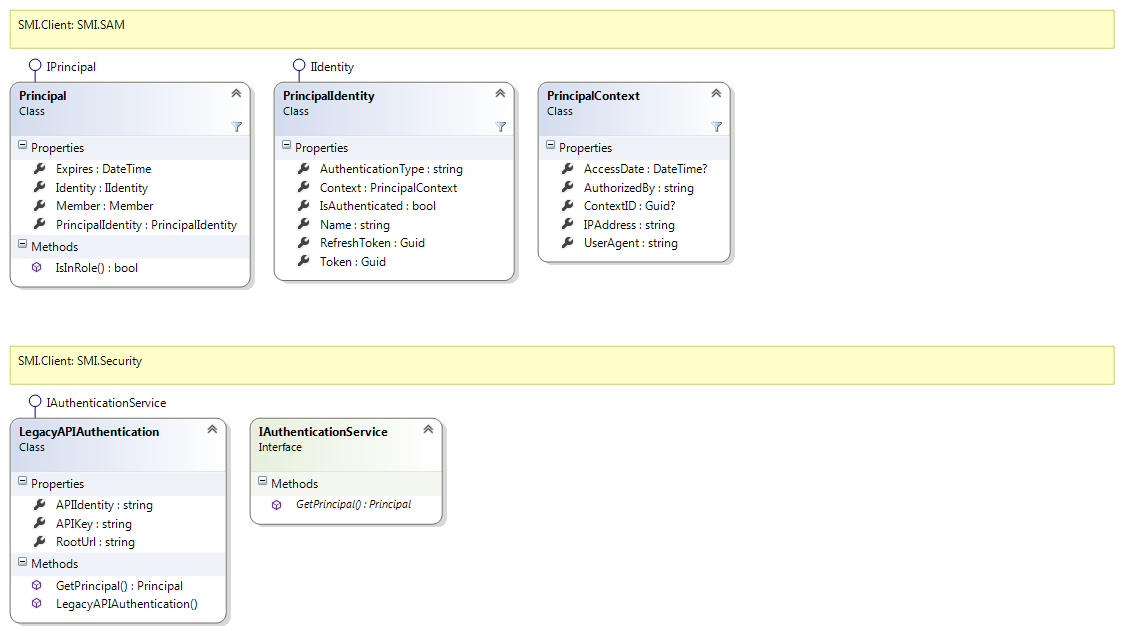 SMI.Client: SMI.SAM
IPrincipal
Principal
Class
Properties
Expires : DateTime
Identity : IIdentity
Member : Member
PrincipalIdentity : PrincipalIdentity
Methods
IsInRole() : bool
IIdentity
PrincipalIdentity
Class
Properties
AuthenticationType : string
Context : PrincipalContext
IsAuthenticated : bool
Name : string
RefreshToken : Guid
Token : Guid
PrincipalContext
Class
Properties
AccessDate : DateTime?
AuthorizedBy : string
ContextID : Guid?
IPAddress : string
UserAgent : string
SMI.Client: SMI.Security
IAuthenticationService
LegacyAPIAuthentication
Class
Properties
APIIdentity : string
APIKey : string
RootUrl : string
Methods
GetPrincipal() : Principal
LegacyAPIAuthentication()
IAuthenticationService
Interface
Methods
GetPrincipal() : Principal